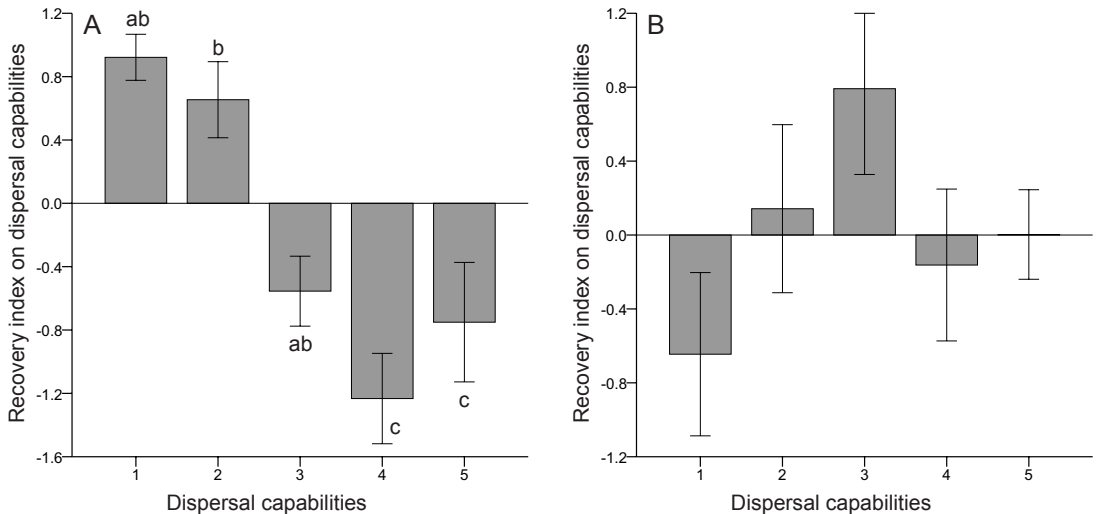 A
Recovery index on dispersal capabilities
1.2
0.8
0.4
0.0
-0.4
-0.8
-1.2
-1.6
ab
b
ab
c
c
1 2 3 4 5
Dispersal capabilities
B
Recovery index on dispersal capabilities
1.2
0.8
0.4
0.0
-0.4
-0.8
-1.2
1 2 3 4 5
Dispersal capabilities